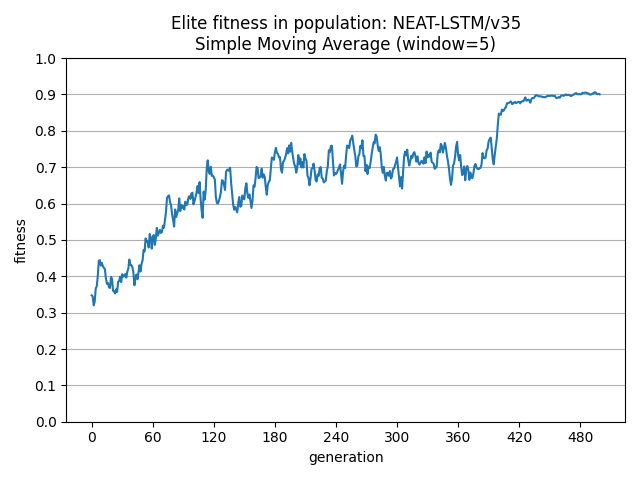 Elite fitness in population: NEAT-LSTM/v35
Simple Moving Average (window=5)
1.0
0.9
0.8
0.7
0.6
0.5
0.4
0.3
0.2
0.1
0.0
fitness
0 60 120 180 240 300 360 420 480
generation